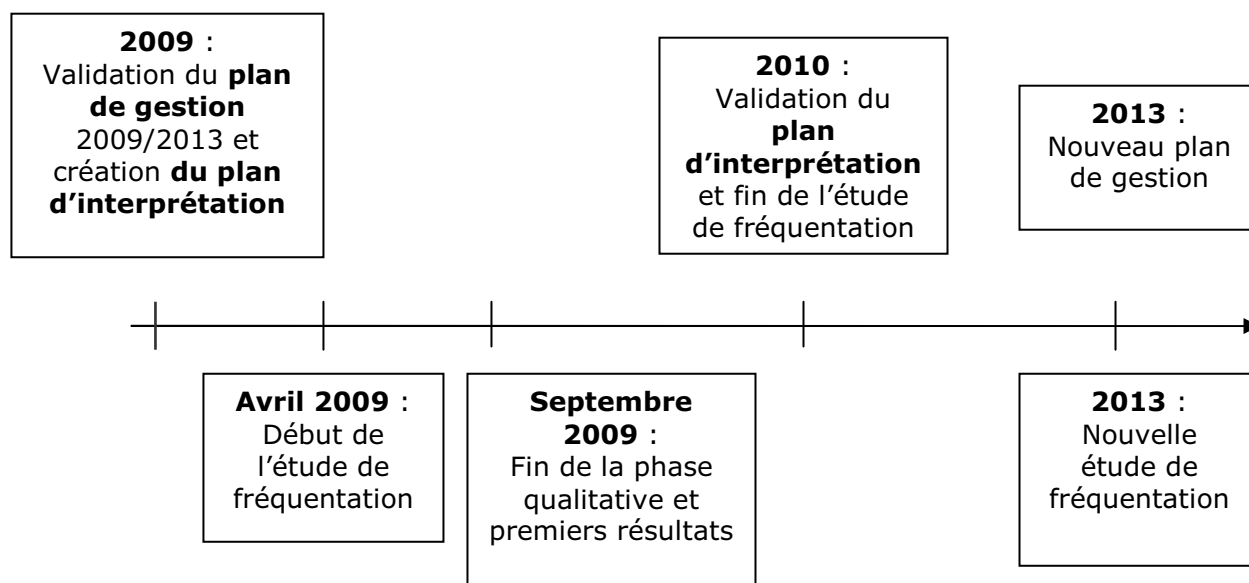 2009 :
Validation du plan
de gestion
2009/2013 et
création du plan
d’interprétation
2010 :
Validation du
plan
d’interprétation
et fin de l’étude
de fréquentation
2013 :
Nouveau plan
de gestion
Avril 2009 :
Début de
l’étude de
fréquentation
Septembre
2009 :
Fin de la phase
qualitative et
premiers résultats
2013 :
Nouvelle
étude de
fréquentation